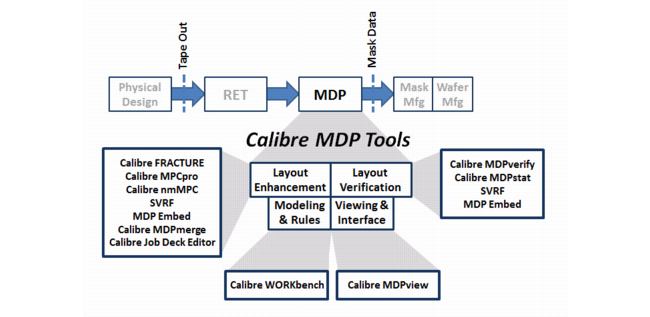 Tape Out
Mask Data
Physical
Design
RET
MDP
Mask
Mfg
Wafer
Mfg
Calibre MDP Tools
Calibre FRACTURE
Calibre MPCpro
Calibre nmMPC
SVRF
MDP Embed
Calibre MDPmerge
Calibre Job Deck Editor
Layout
Enhancement
Layout
Verification
Modeling
& Rules
Viewing &
Interface
Calibre MDPverify
Calibre MDPstat
SVRF
MDP Embed
Calibre WORKbench
Calibre MDPview